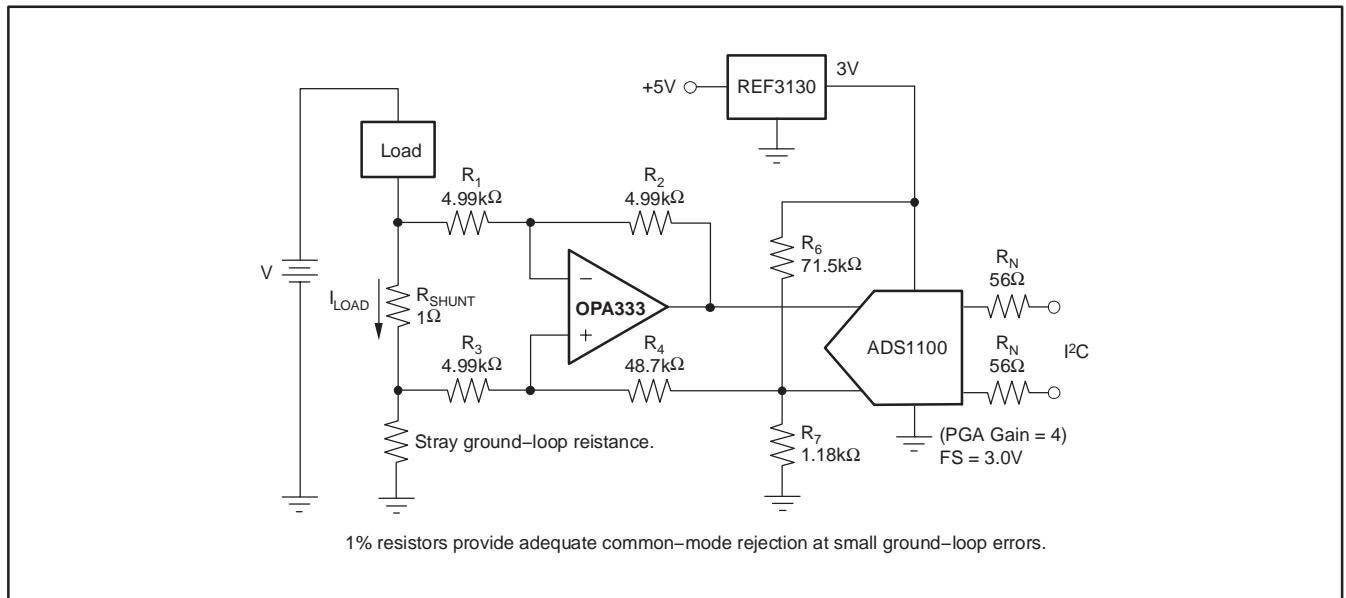 3V
+5V
REF3130
Load
R1
4.99kΩ
R2
4.99kΩ
R6
71.5kΩ
V
ILOAD
RSHUNT
1Ω
−
OPA333
+
RN
56Ω
ADS1100
RN
56Ω
I²C
R3
4.99kΩ
R4
48.7kΩ
Stray ground−loop reistance.
R7
1.18kΩ
(PGA Gain = 4)
FS = 3.0V
1% resistors provide adequate common−mode rejection at small ground−loop errors.